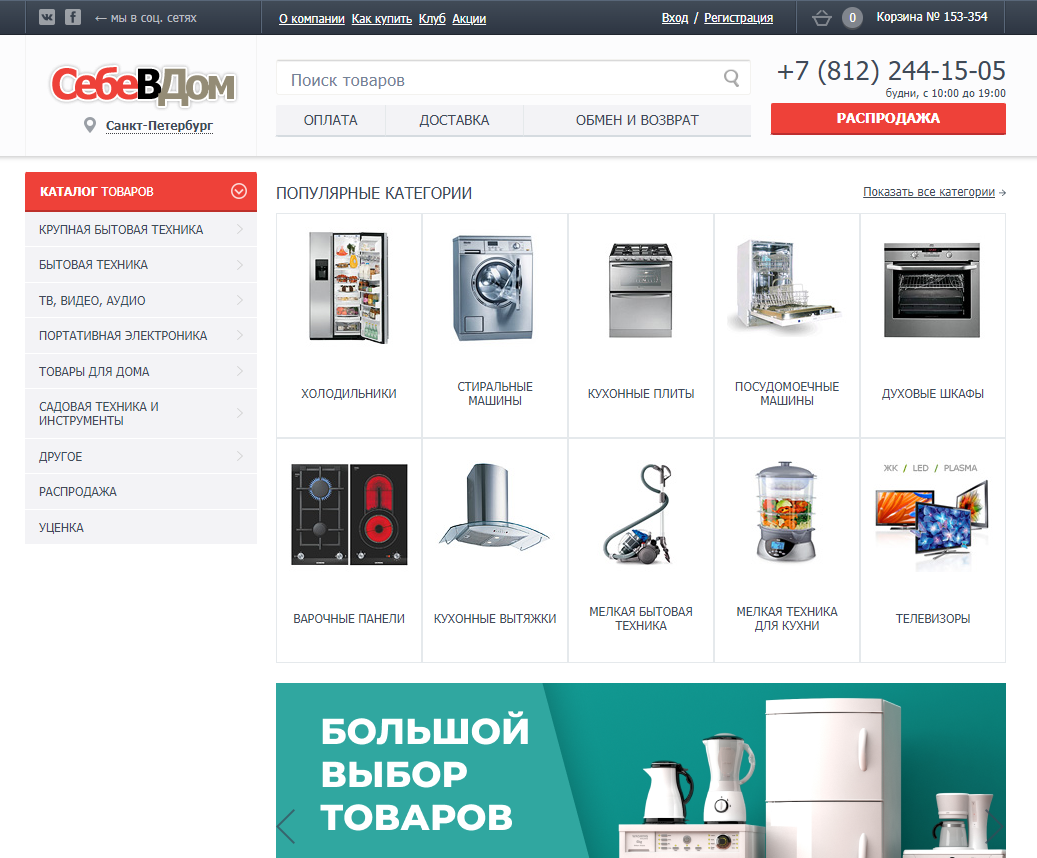 ← мы в соц. сетях
О компании Как купить Клуб Акции
Вход / Регистрация
0
Корзина № 153-354
СебеВДом
Санкт-Петербург
Поиск товаров
ОПЛАТА
ДОСТАВКА
ОБМЕН И ВОЗВРАТ
+7 (812) 244-15-05
будни, с 10:00 до 19:00
РАСПРОДАЖА
КАТАЛОГ ТОВАРОВ
КРУПНАЯ БЫТОВАЯ ТЕХНИКА
БЫТОВАЯ ТЕХНИКА
ТВ, ВИДЕО, АУДИО
ПОРТАТИВНАЯ ЭЛЕКТРОНИКА
ТОВАРЫ ДЛЯ ДОМА
САДОВАЯ ТЕХНИКА И
ИНСТРУМЕНТЫ
ДРУГОЕ
РАСПРОДАЖА
УЦЕНКА
ПОПУЛЯРНЫЕ КАТЕГОРИИ
Показать все категории →
ХОЛОДИЛЬНИКИ
СТИРАЛЬНЫЕ
МАШИНЫ
КУХОННЫЕ ПЛИТЫ
ПОСУДОМОЕЧНЫЕ
МАШИНЫ
ДУХОВЫЕ ШКАФЫ
ВАРОЧНЫЕ ПАНЕЛИ
КУХОННЫЕ ВЫТЯЖКИ
МЕЛКАЯ БЫТОВАЯ
ТЕХНИКА
МЕЛКАЯ ТЕХНИКА
ДЛЯ КУХНИ
ЖК / LED / PLASMA
ТЕЛЕВИЗОРЫ
БОЛЬШОЙ
ВЫБОР
ТОВАРОВ